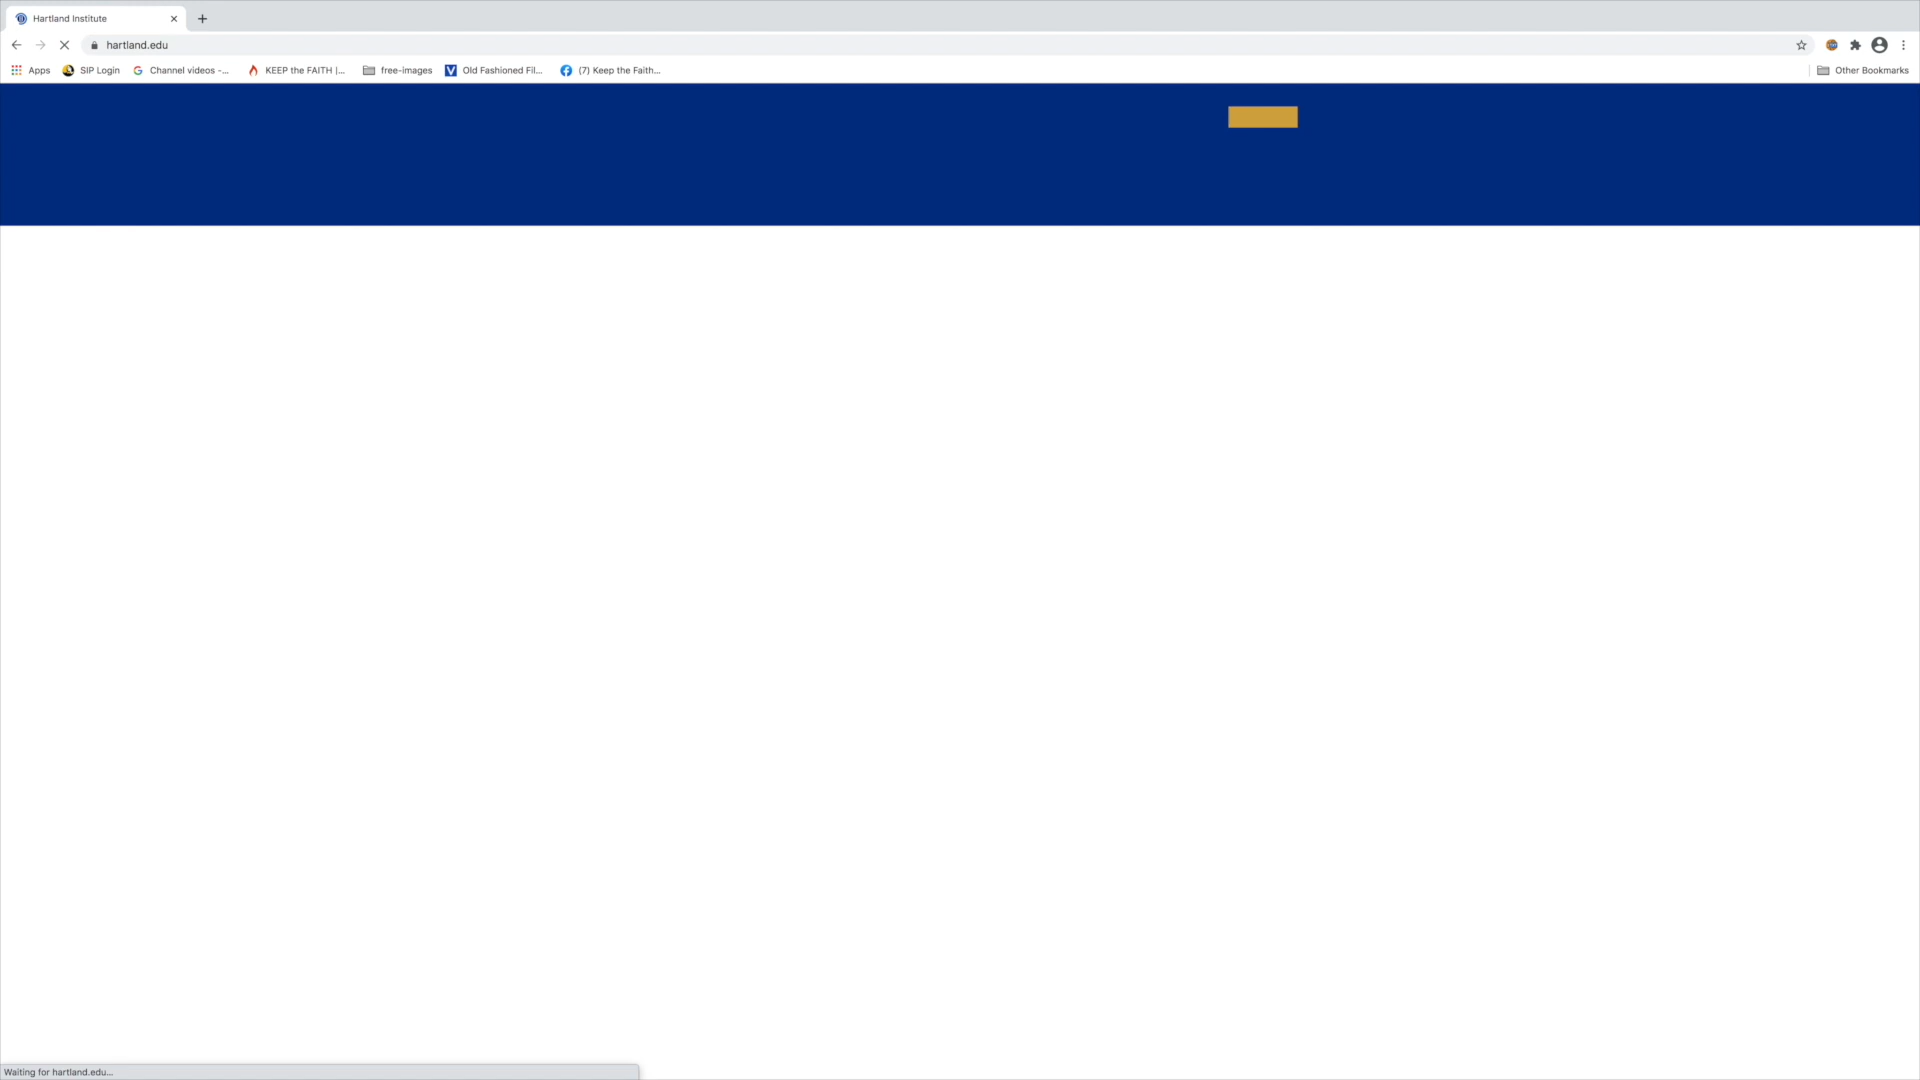 Hartland Institute
hartland.edu
Apps SIP Login Channel videos -... KEEP the FAITH |... free-images Old Fashioned Fil... (7) Keep the Faith... Other Bookmarks
Waiting for hartland.edu...